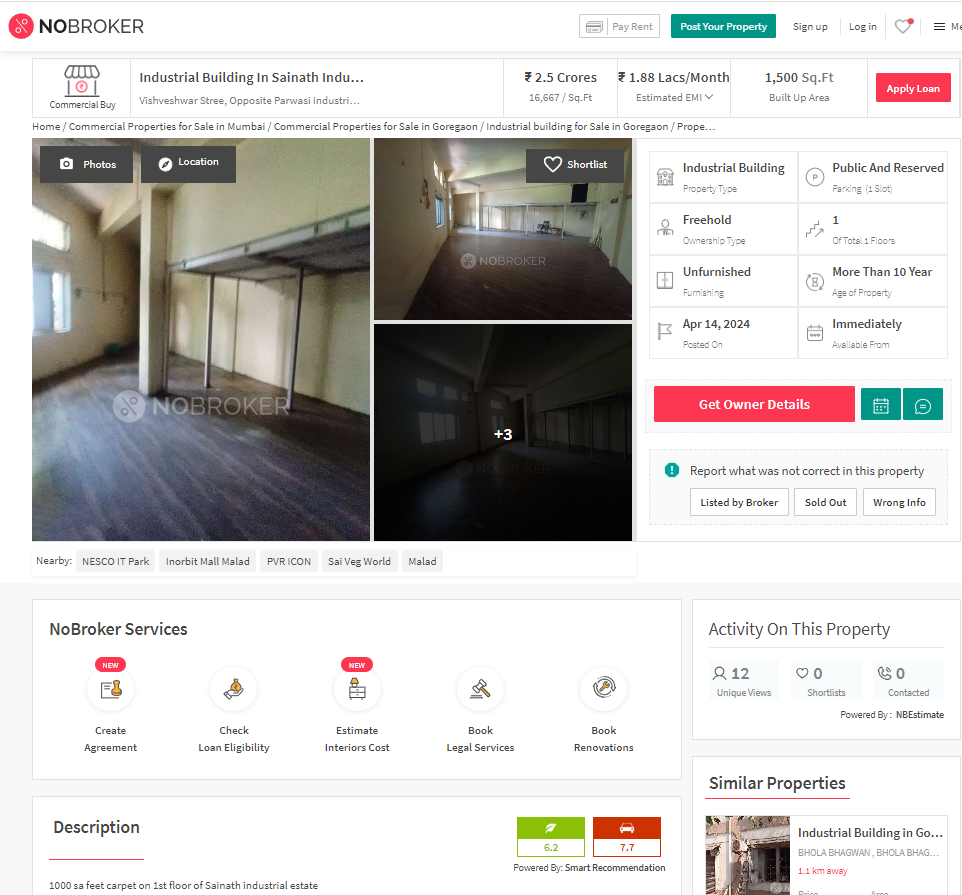 NOBROKER
Pay Rent
Post Your Property
Sign up
Log in
Me
Commercial Buy
Industrial Building In Sainath Indu...
Vishveshwar Stree, Opposite Parwasi Industri...
₹ 2.5 Crores
16,667 / Sq.Ft
₹ 1.88 Lacs/Month
Estimated EMI
1,500 Sq.Ft
Built Up Area
Apply Loan
Home / Commercial Properties for Sale in Mumbai / Commercial Properties for Sale in Goregaon / Industrial building for Sale in Goregaon / Prope...
Photos
Location
Shortlist
NOBROKER
NOBROKER
NOBROKER
+3
Industrial Building
Property Type
Public And Reserved
Parking (1 Slot)
Freehold
Ownership Type
1
Of Total 1 Floors
Unfurnished
Furnishing
More Than 10 Year
Age of Property
Apr 14, 2024
Posted On
Immediately
Available From
Get Owner Details
Report what was not correct in this property
Listed by Broker
Sold Out
Wrong Info
Nearby:
NESCO IT Park
Inorbit Mall Malad
PVR ICON
Sai Veg World
Malad
NoBroker Services
NEW
Create
Agreement
Check
Loan Eligibility
NEW
Estimate
Interiors Cost
Book
Legal Services
Book
Renovations
Activity On This Property
12
Unique Views
0
Shortlists
0
Contacted
Powered By : NBEstimate
Description
6.2
7.7
Powered By: Smart Recommendation
1000 sa feet carpet on 1st floor of Sainath industrial estate
Similar Properties
Industrial Building in Go...
BHOLA BHAGWAN , BHOLA BHAG...
1.1 km away
Price
Area